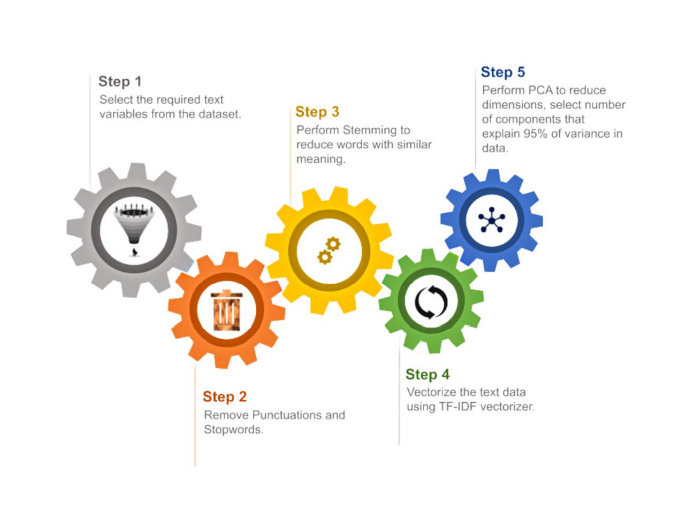 Step 1
Select the required text
variables from the dataset.
Step 2
Remove Punctuations and
Stopwords.
Step 3
Perform Stemming to
reduce words with similar
meaning.
Step 4
Vectorize the text data
using TF-IDF vectorizer.
Step 5
Perform PCA to reduce
dimensions, select number
of components that
explain 95% of variance in
data.